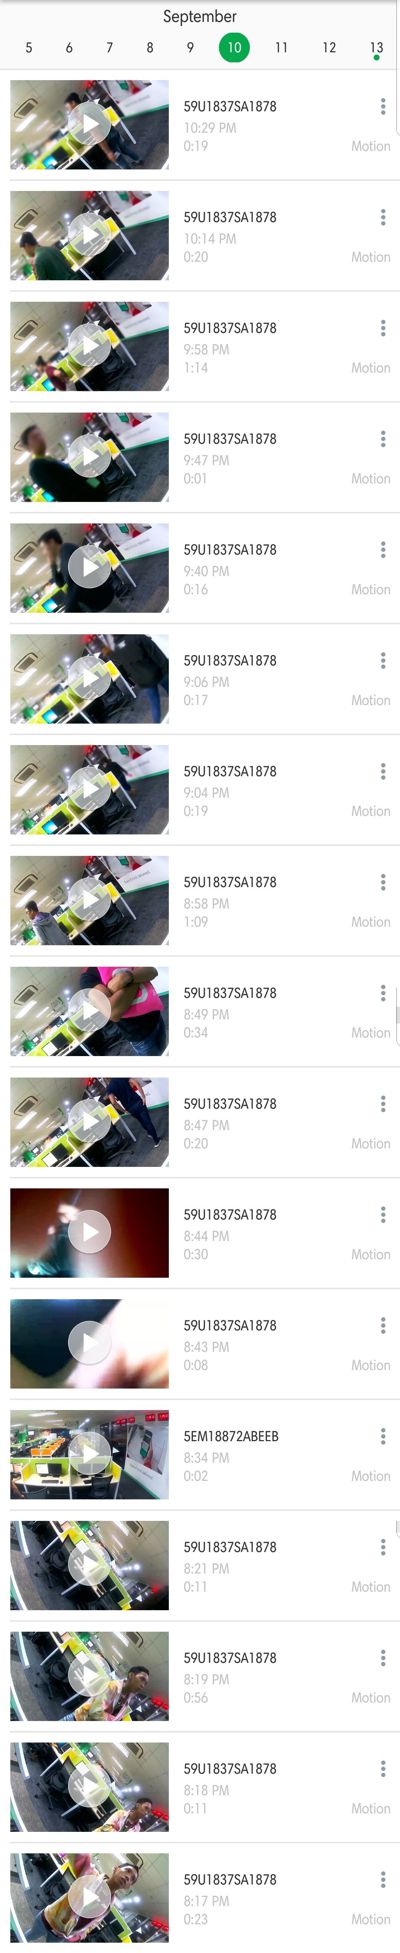 September
5 6 7 8 9 10 11 12 13
59U1837SA1878
10:29 PM
0:19 Motion
59U1837SA1878
10:14 PM
0:20 Motion
59U1837SA1878
9:58 PM
1:14 Motion
59U1837SA1878
9:47 PM
0:01 Motion
59U1837SA1878
9:40 PM
0:16 Motion
59U1837SA1878
9:06 PM
0:17 Motion
59U1837SA1878
9:04 PM
0:19 Motion
59U1837SA1878
8:58 PM
1:09 Motion
59U1837SA1878
8:49 PM
0:34 Motion
59U1837SA1878
8:47 PM
0:20 Motion
59U1837SA1878
8:44 PM
0:30 Motion
59U1837SA1878
8:43 PM
0:08 Motion
5EM18872ABEEB
8:34 PM
0:02 Motion
59U1837SA1878
8:21 PM
0:11 Motion
59U1837SA1878
8:19 PM
0:56 Motion
59U1837SA1878
8:18 PM
0:11 Motion
59U1837SA1878
8:17 PM
0:23 Motion